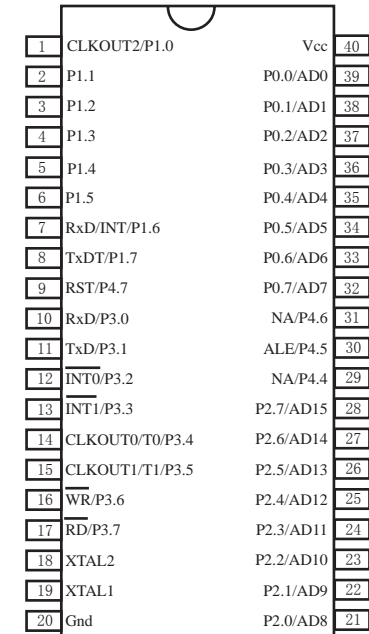 1 CLKOUT2/P1.0 Vcc 40
2 P1.1 P0.0/AD0 39
3 P1.2 P0.1/AD1 38
4 P1.3 P0.2/AD2 37
5 P1.4 P0.3/AD3 36
6 P1.5 P0.4/AD4 35
7 RxD/INT/P1.6 P0.5/AD5 34
8 TxDT/P1.7 P0.6/AD6 33
9 RST/P4.7 P0.7/AD7 32
10 RxD/P3.0 NA/P4.6 31
11 TxD/P3.1 ALE/P4.5 30
12 I̅N̅T̅0̅/P3.2 NA/P4.4 29
13 I̅N̅T̅1̅/P3.3 P2.7/AD15 28
14 CLKOUT0/T0/P3.4 P2.6/AD14 27
15 CLKOUT1/T1/P3.5 P2.5/AD13 26
16 W̅R̅/P3.6 P2.4/AD12 25
17 R̅D̅/P3.7 P2.3/AD11 24
18 XTAL2 P2.2/AD10 23
19 XTAL1 P2.1/AD9 22
20 Gnd P2.0/AD8 21